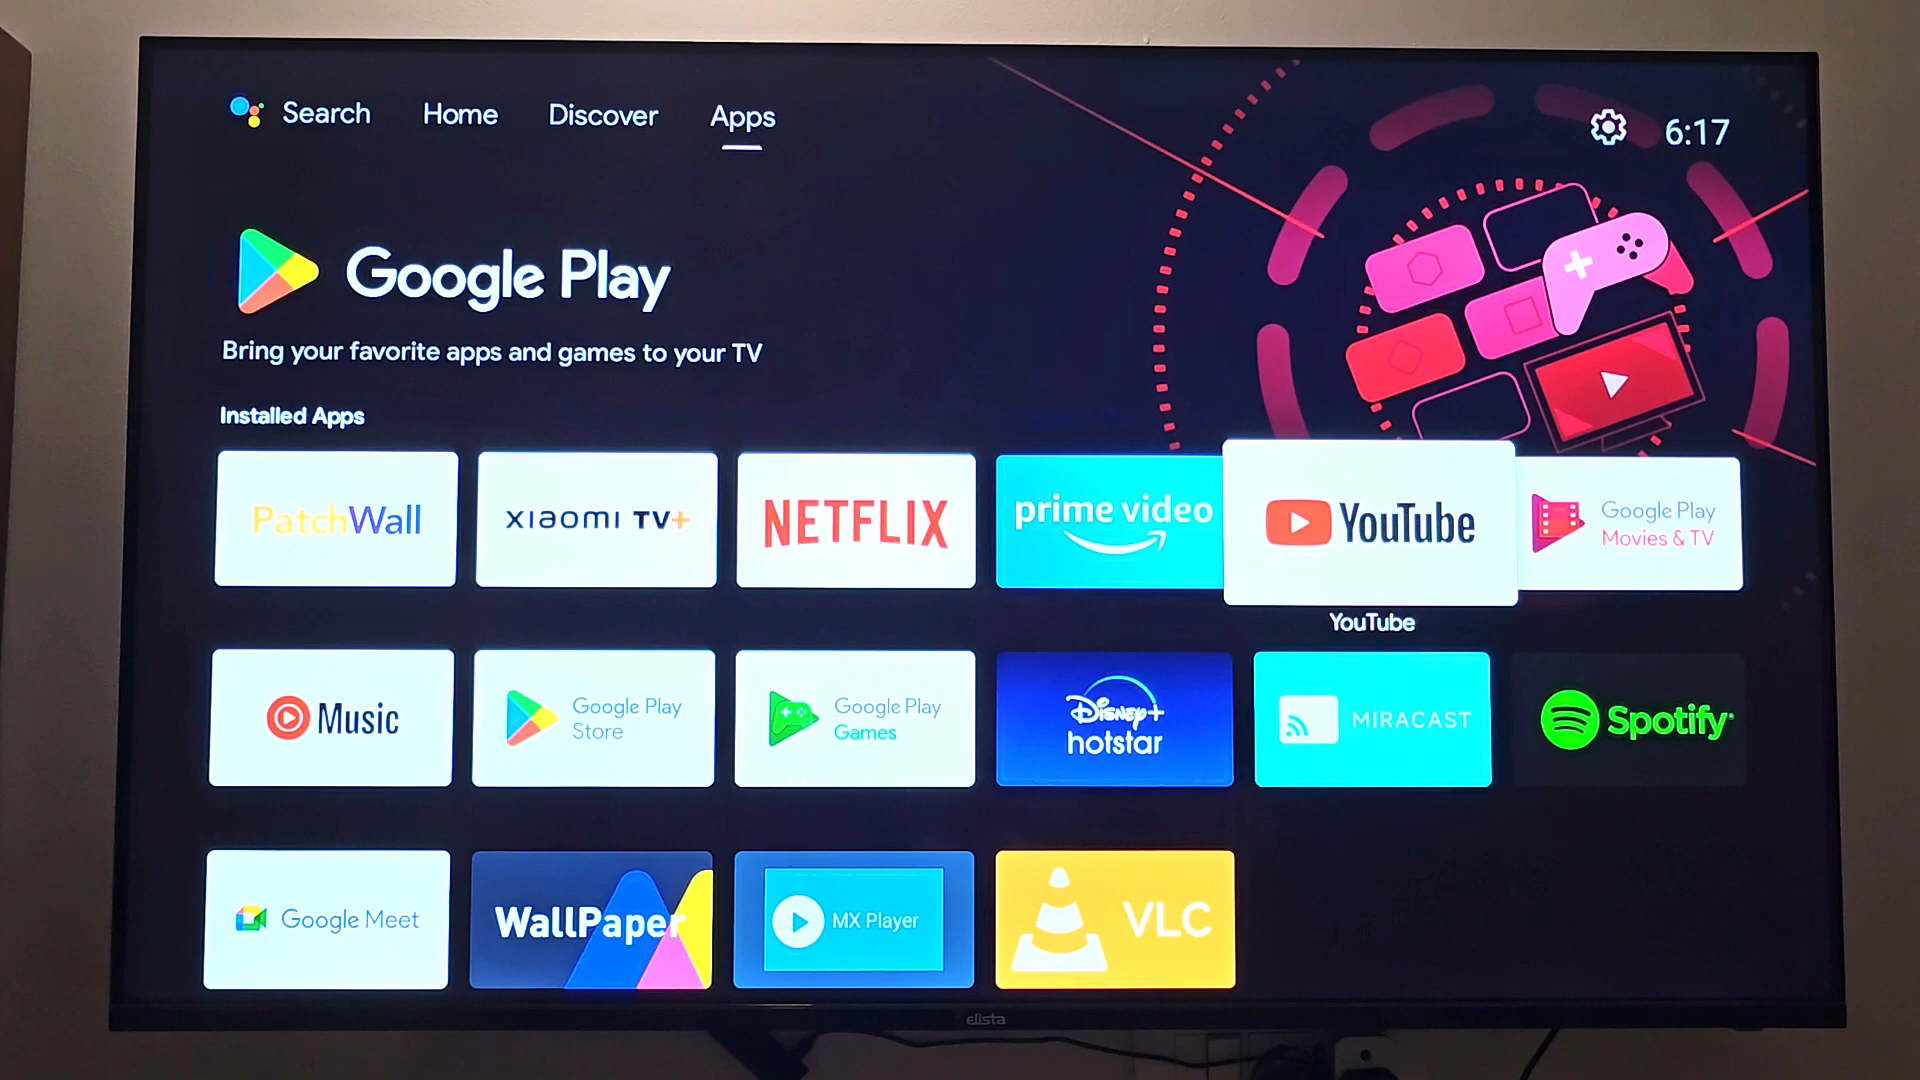 Search Home Discover Apps
6:17
Google Play
Bring your favorite apps and games to your TV
Installed Apps
PatchWall
xiaomi TV+
NETFLIX
prime video
YouTube
Google Play
Movies & TV
YouTube
Music
Google Play
Store
Google Play
Games
Disney+
hotstar
MIRACAST
Spotify
Google Meet
WallPaper
MX Player
VLC
elista